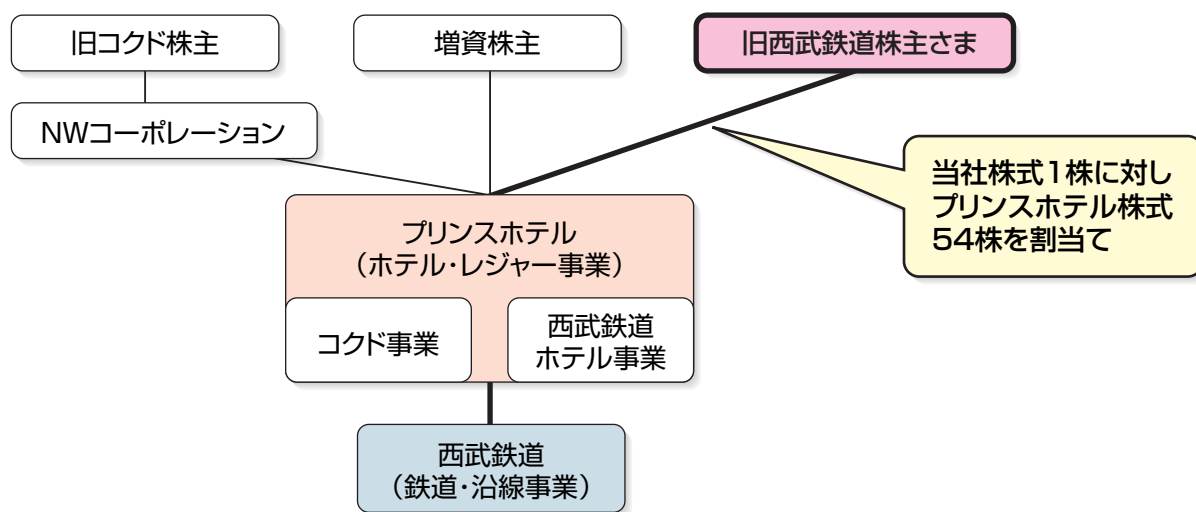 旧コクド株主
増資株主
旧西武鉄道株主さま
NWコーポレーション
当社株式1株に対し
プリンスホテル株式
54株を割当て
プリンスホテル
（ホテル・レジャー事業）
コクド事業
西武鉄道
ホテル事業
西武鉄道
（鉄道・沿線事業）